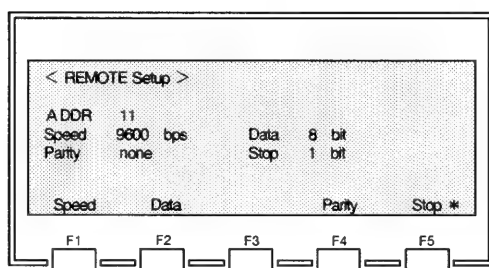 < REMOTE Setup >
ADDR 11
Speed 9600 bps Data 8 bit
Parity none Stop 1 bit
Speed Data Parity Stop *
F1 F2 F3 F4 F5